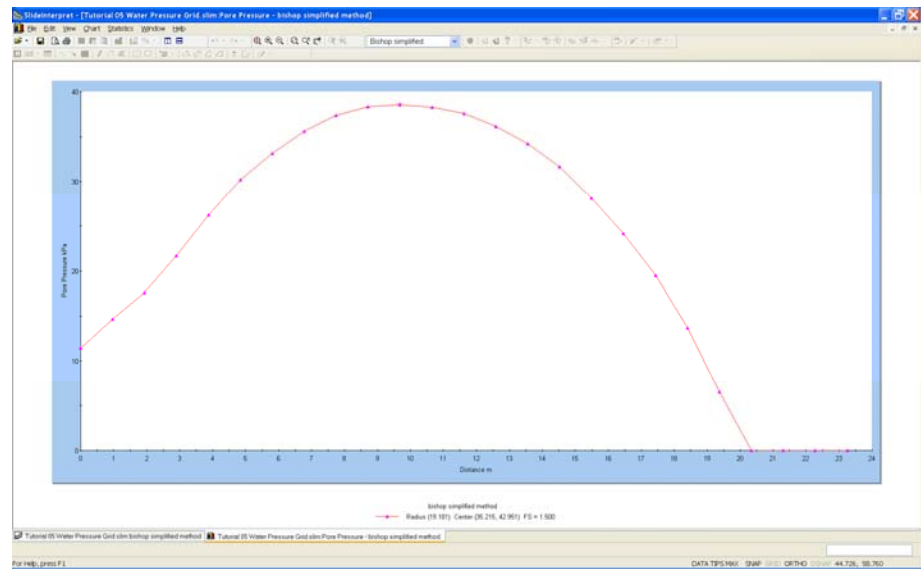 SlideInterpret - [Tutorial 05 Water Pressure Grid.slim:Pore Pressure - bishop simplified method]
File Edit View Chart Statistics Window Help
Bishop simplified
40
30
20
10
0
Pore Pressure kPa
0 1 2 3 4 5 6 7 8 9 10 11 12 13 14 15 16 17 18 19 20 21 22 23 24
Distance m
bishop simplified method
Radius (19.181) Center (35.215, 42.951) FS = 1.500
Tutorial 05 Water Pressure Grid.slim:bishop simplified method Tutorial 05 Water Pressure Grid.slim:Pore Pressure - bishop simplified method
For Help, press F1
DATA TIPS:MAX SNAP GRID ORTHO OSNAP 44.726, 58.760